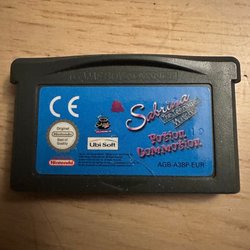 GAME BOY ADVANCE
CE
Sabrina
The Teenage Witch
Potion
Commotion
Original
Nintendo
Seal of Quality
Ubi Soft
Nintendo
AGB-A3BP-EUR